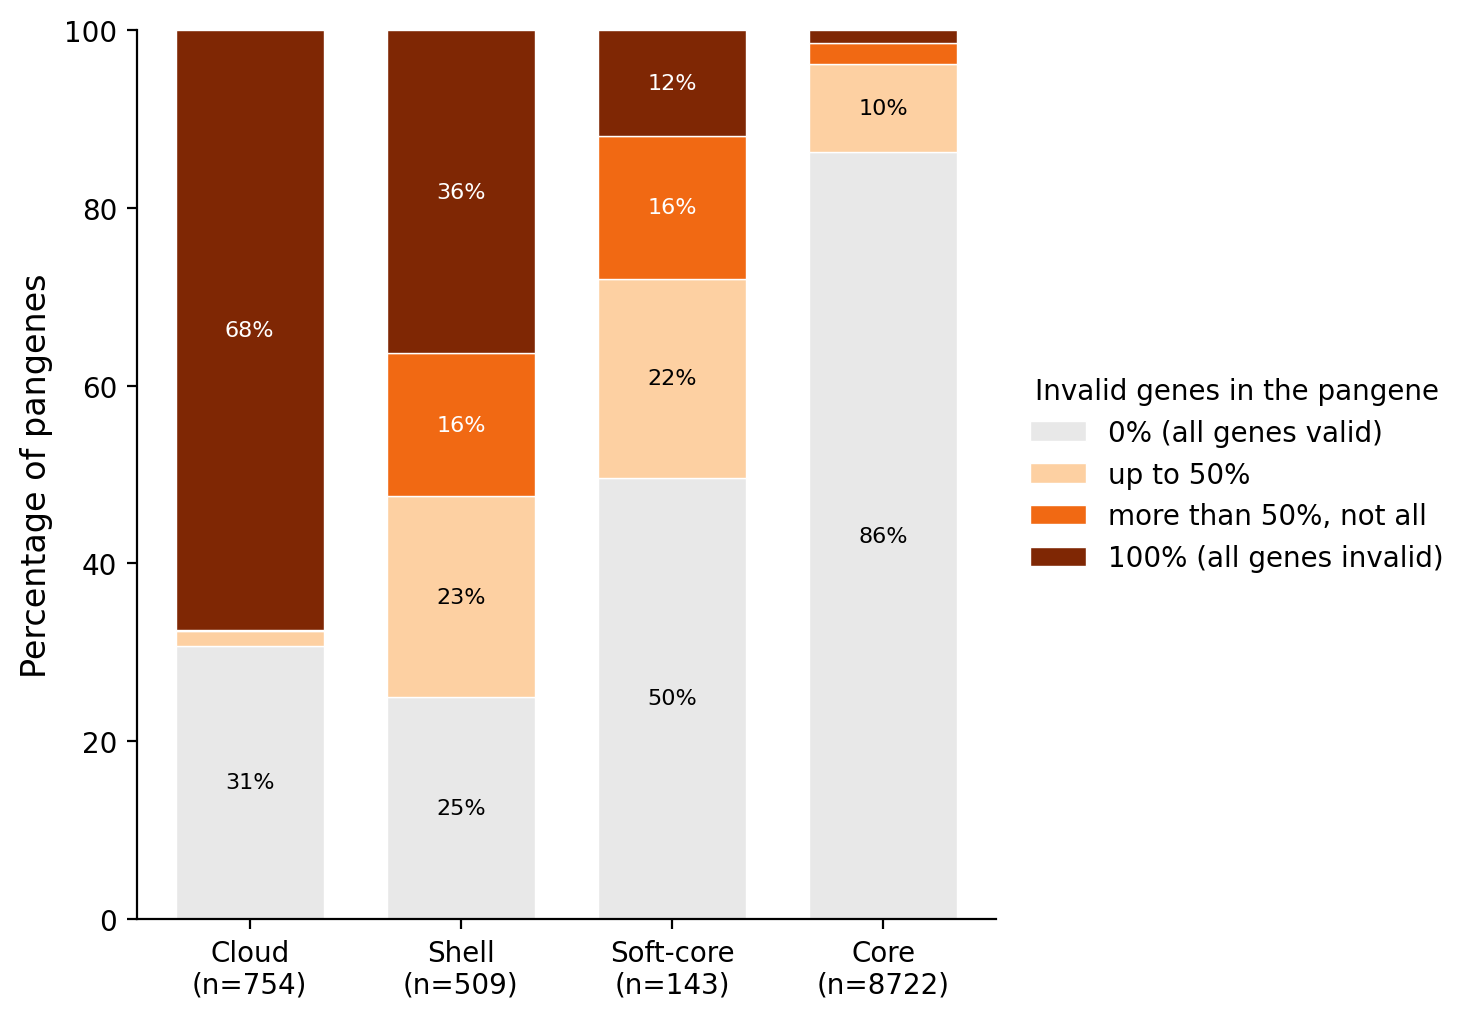 100
80
60
40
20
0
Percentage of pangenes
68%
31%
36%
16%
23%
25%
12%
16%
22%
50%
10%
86%
Cloud
(n=754)
Shell
(n=509)
Soft-core
(n=143)
Core
(n=8722)
Invalid genes in the pangene
0% (all genes valid)
up to 50%
more than 50%, not all
100% (all genes invalid)